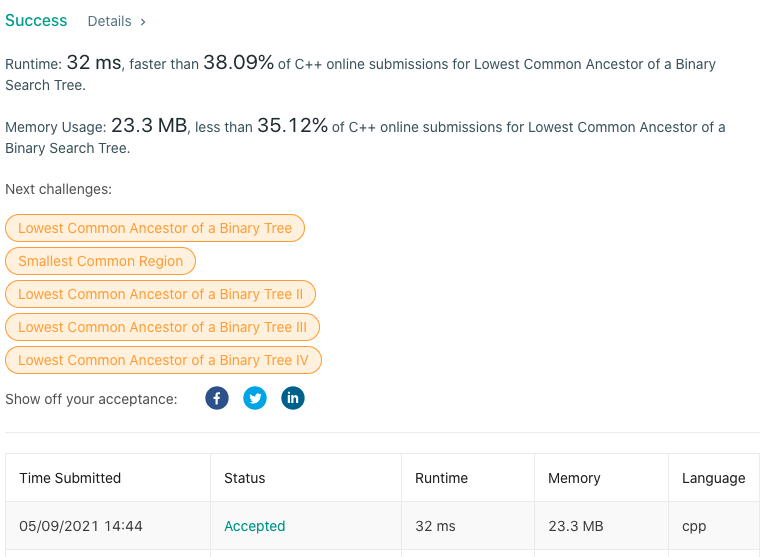 Success Details >
Runtime: 32 ms, faster than 38.09% of C++ online submissions for Lowest Common Ancestor of a Binary
Search Tree.
Memory Usage: 23.3 MB, less than 35.12% of C++ online submissions for Lowest Common Ancestor of a
Binary Search Tree.
Next challenges:
Lowest Common Ancestor of a Binary Tree
Smallest Common Region
Lowest Common Ancestor of a Binary Tree II
Lowest Common Ancestor of a Binary Tree III
Lowest Common Ancestor of a Binary Tree IV
Show off your acceptance: f in
Time Submitted Status Runtime Memory Language
05/09/2021 14:44 Accepted 32 ms 23.3 MB cpp